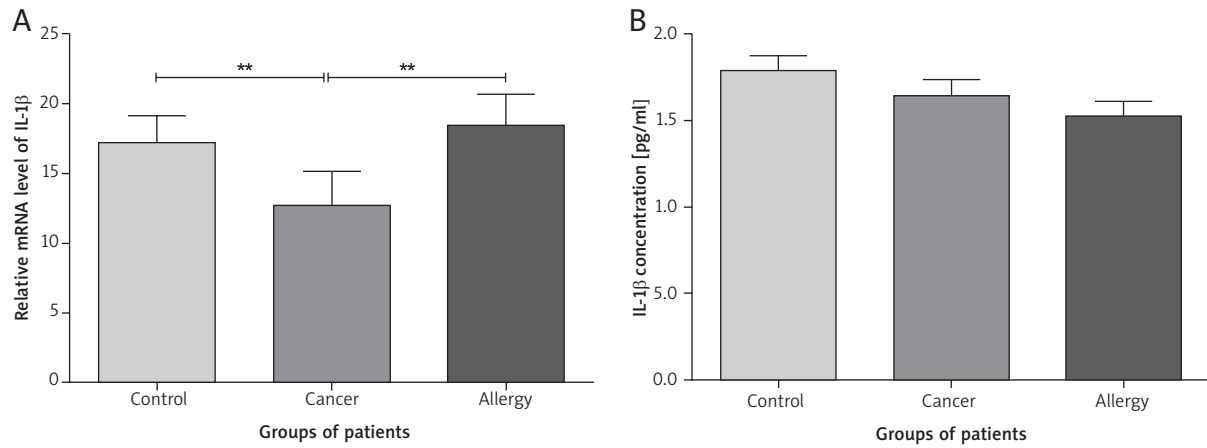 A
Relative mRNA level of IL-1β
25
20
15
10
5
0
**
**
Control
Cancer
Allergy
Groups of patients
B
IL-1β concentration [pg/ml]
2.0
1.5
1.0
5.0
0.0
Control
Cancer
Allergy
Groups of patients